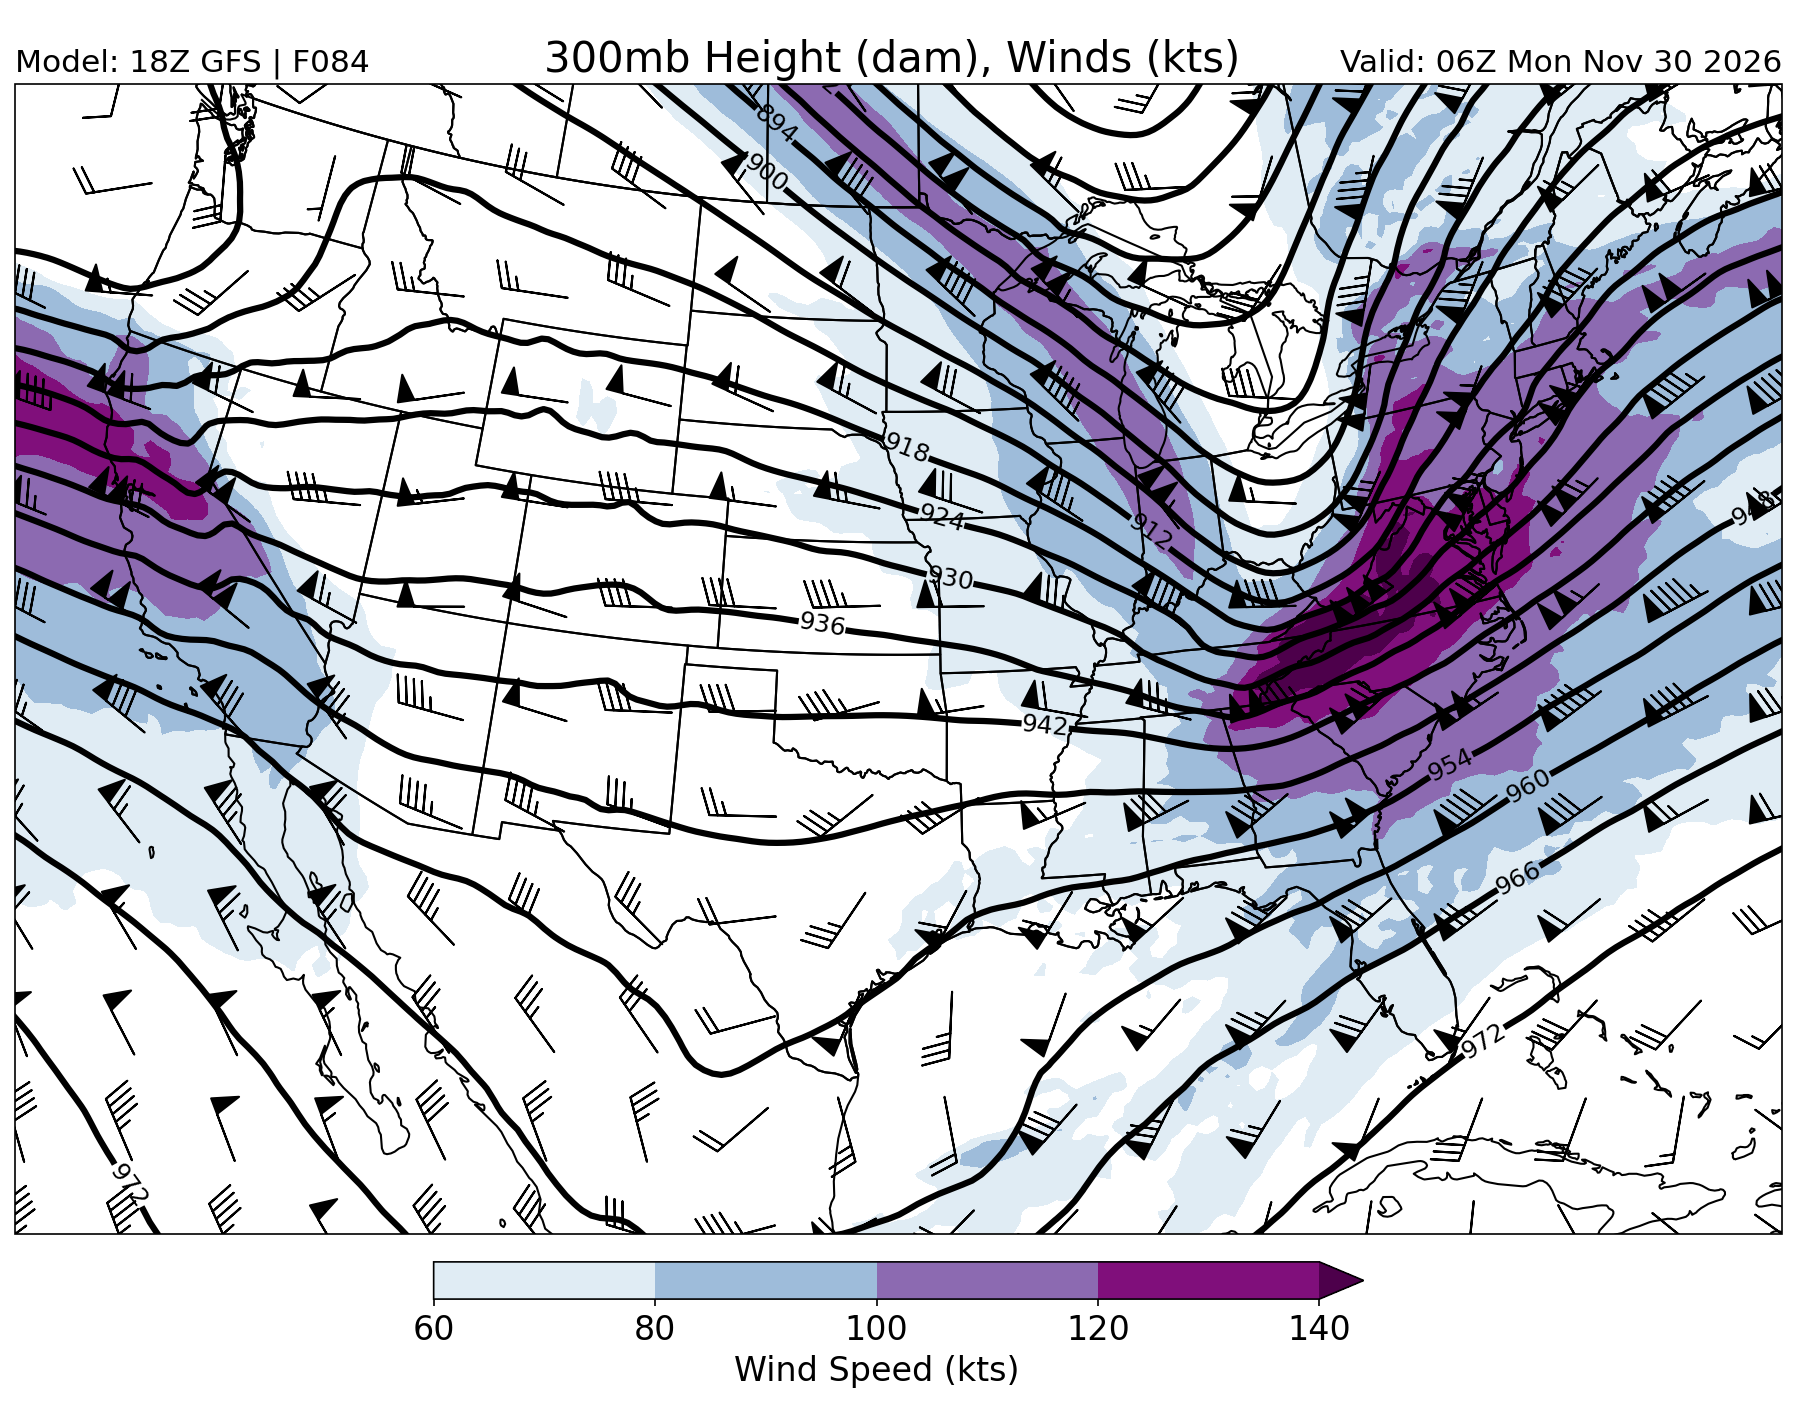 Model: 18Z GFS | F084
300mb Height (dam), Winds (kts)
Valid: 06Z Mon Nov 30 2026
894
900
918
924
912
948
930
936
942
954
960
966
972
972
60 80 100 120 140
Wind Speed (kts)